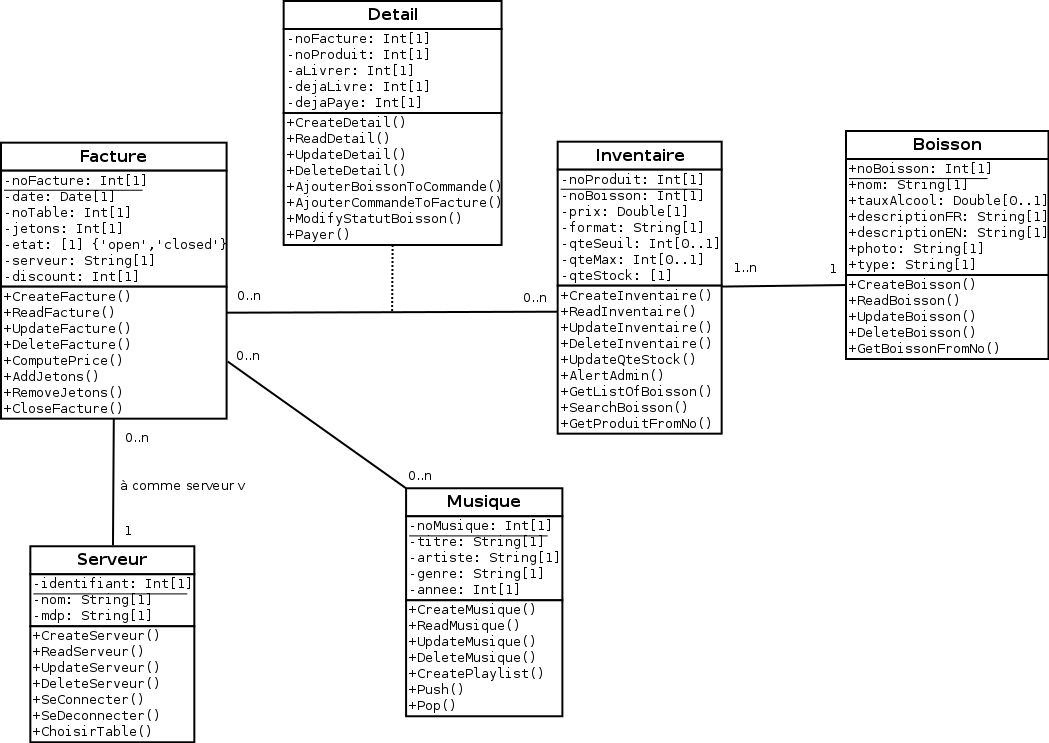 Detail
-noFacture: Int[1]
-noProduit: Int[1]
-aLivrer: Int[1]
-dejaLivre: Int[1]
-dejaPaye: Int[1]
+CreateDetail()
+ReadDetail()
+UpdateDetail()
+DeleteDetail()
+AjouterBoissonToCommande()
+AjouterCommandeToFacture()
+ModifyStatutBoisson()
+Payer()
Facture
-noFacture: Int[1]
-date: Date[1]
-noTable: Int[1]
-jetons: Int[1]
-etat: [1] {'open','closed'}
-serveur: String[1]
-discount: Int[1]
+CreateFacture()
+ReadFacture()
+UpdateFacture()
+DeleteFacture()
+ComputePrice()
+AddJetons()
+RemoveJetons()
+CloseFacture()
0..n
0..n
0..n
Inventaire
-noProduit: Int[1]
-noBoisson: Int[1]
-prix: Double[1]
-format: String[1]
-qteSeuil: Int[0..1]
-qteMax: Int[0..1]
-qteStock: [1]
+CreateInventaire()
+ReadInventaire()
+UpdateInventaire()
+DeleteInventaire()
+UpdateQteStock()
+AlertAdmin()
+GetListOfBoisson()
+SearchBoisson()
+GetProduitFromNo()
1..n
1
Boisson
+noBoisson: Int[1]
+nom: String[1]
+tauxAlcool: Double[0..1]
+descriptionFR: String[1]
+descriptionEN: String[1]
+photo: String[1]
+type: String[1]
+CreateBoisson()
+ReadBoisson()
+UpdateBoisson()
+DeleteBoisson()
+GetBoissonFromNo()
0..n
à comme serveur v
1
Serveur
-identifiant: Int[1]
-nom: String[1]
-mdp: String[1]
+CreateServeur()
+ReadServeur()
+UpdateServeur()
+DeleteServeur()
+SeConnecter()
+SeDeconnecter()
+ChoisirTable()
0..n
Musique
-noMusique: Int[1]
-titre: String[1]
-artiste: String[1]
-genre: String[1]
-annee: Int[1]
+CreateMusique()
+ReadMusique()
+UpdateMusique()
+DeleteMusique()
+CreatePlaylist()
+Push()
+Pop()